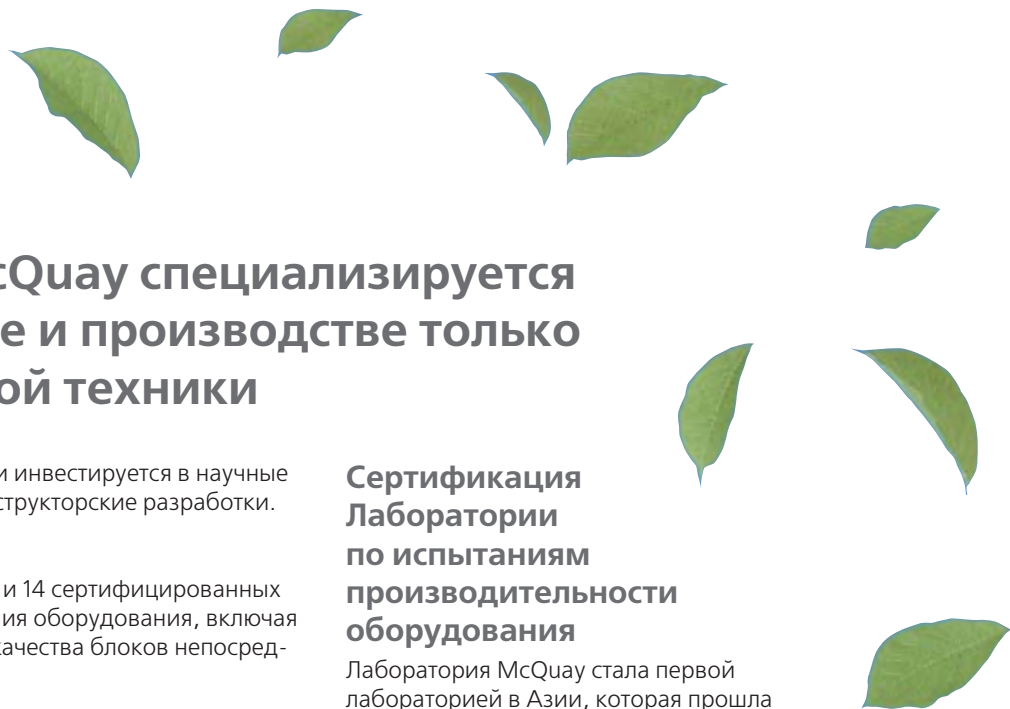 cQuay специализируется
е и производстве только
ой техники
и инвестируется в научные
структорские разработки.
и 14 сертифицированных
ия оборудования, включая
качества блоков непосред-
Сертификация
Лаборатории
по испытаниям
производительности
оборудования
Лаборатория McQuay стала первой
лабораторией в Азии, которая прошла